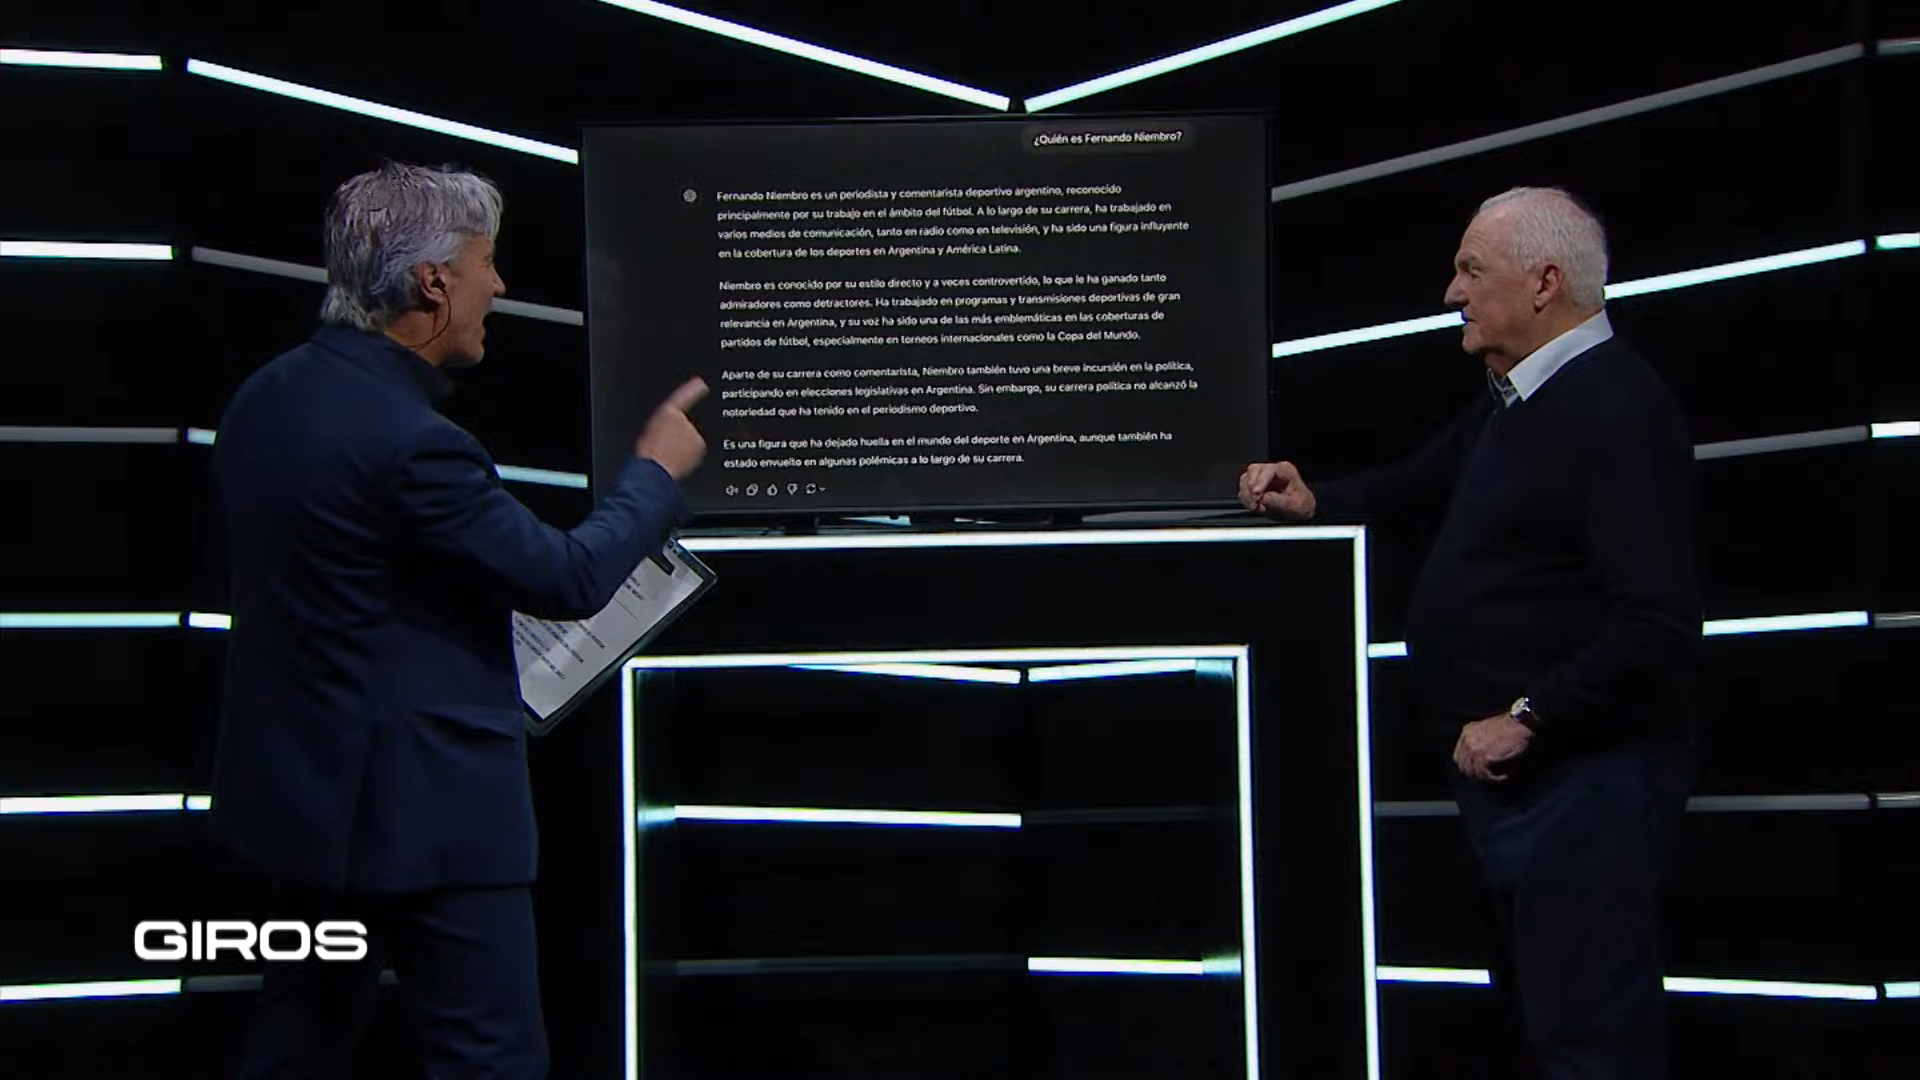 ¿Quién es Fernando Niembro?
Fernando Niembro es un periodista y comentarista deportivo argentino, reconocido
principalmente por su trabajo en el ámbito del fútbol. A lo largo de su carrera, ha trabajado en
varios medios de comunicación, tanto en radio como en televisión, y ha sido una figura influyente
en la cobertura de los deportes en Argentina y América Latina.
Niembro es conocido por su estilo directo y a veces controvertido, lo que le ha ganado tanto
admiradores como detractores. Ha trabajado en programas y transmisiones deportivas de gran
relevancia en Argentina, y su voz ha sido una de las más emblemáticas en las coberturas de
partidos de fútbol, especialmente en torneos internacionales como la Copa del Mundo.
Aparte de su carrera como comentarista, Niembro también tuvo una breve incursión en la política,
participando en elecciones legislativas en Argentina. Sin embargo, su carrera política no alcanzó la
notoriedad que ha tenido en el periodismo deportivo.
Es una figura que ha dejado huella en el mundo del deporte en Argentina, aunque también ha
estado envuelto en algunas polémicas a lo largo de su carrera.
GIROS